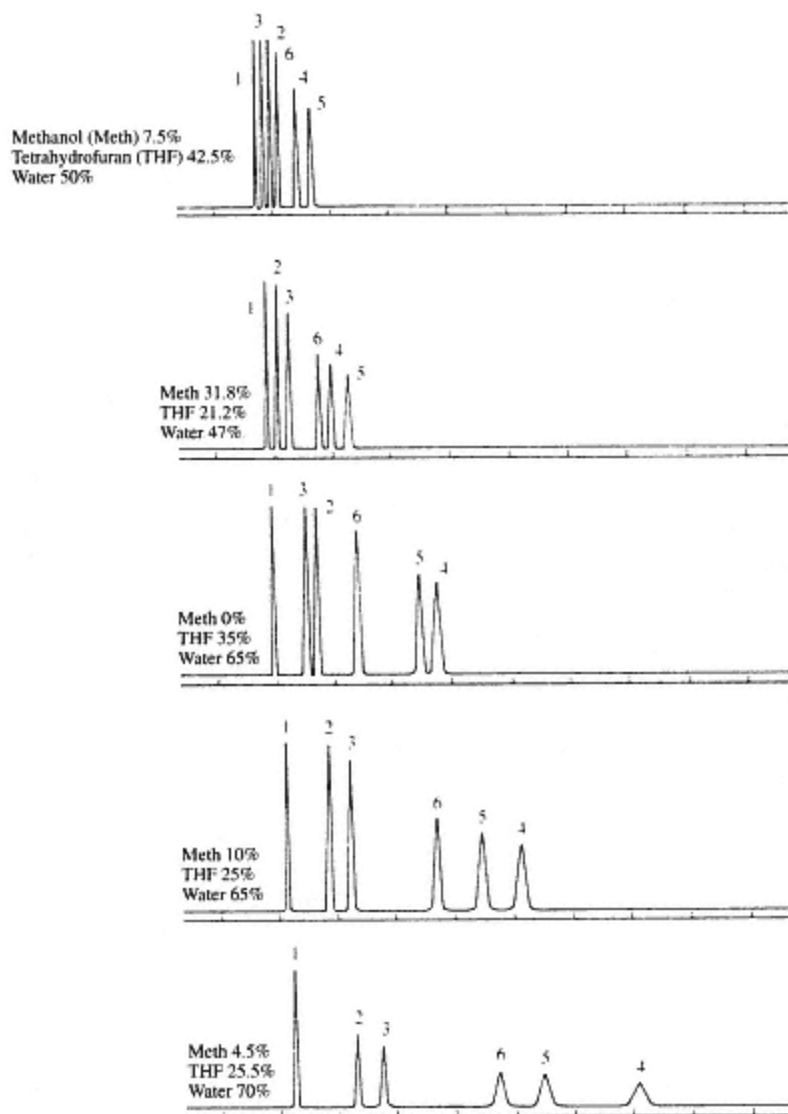 3
2
6
1
4
5
Methanol (Meth) 7.5%
Tetrahydrofuran (THF) 42.5%
Water 50%
2
3
1
6
4
5
Meth 31.8%
THF 21.2%
Water 47%
1 3
2
6
5
4
Meth 0%
THF 35%
Water 65%
1 2
3
6
5
4
Meth 10%
THF 25%
Water 65%
1
2
3
6 5 4
Meth 4.5%
THF 25.5%
Water 70%